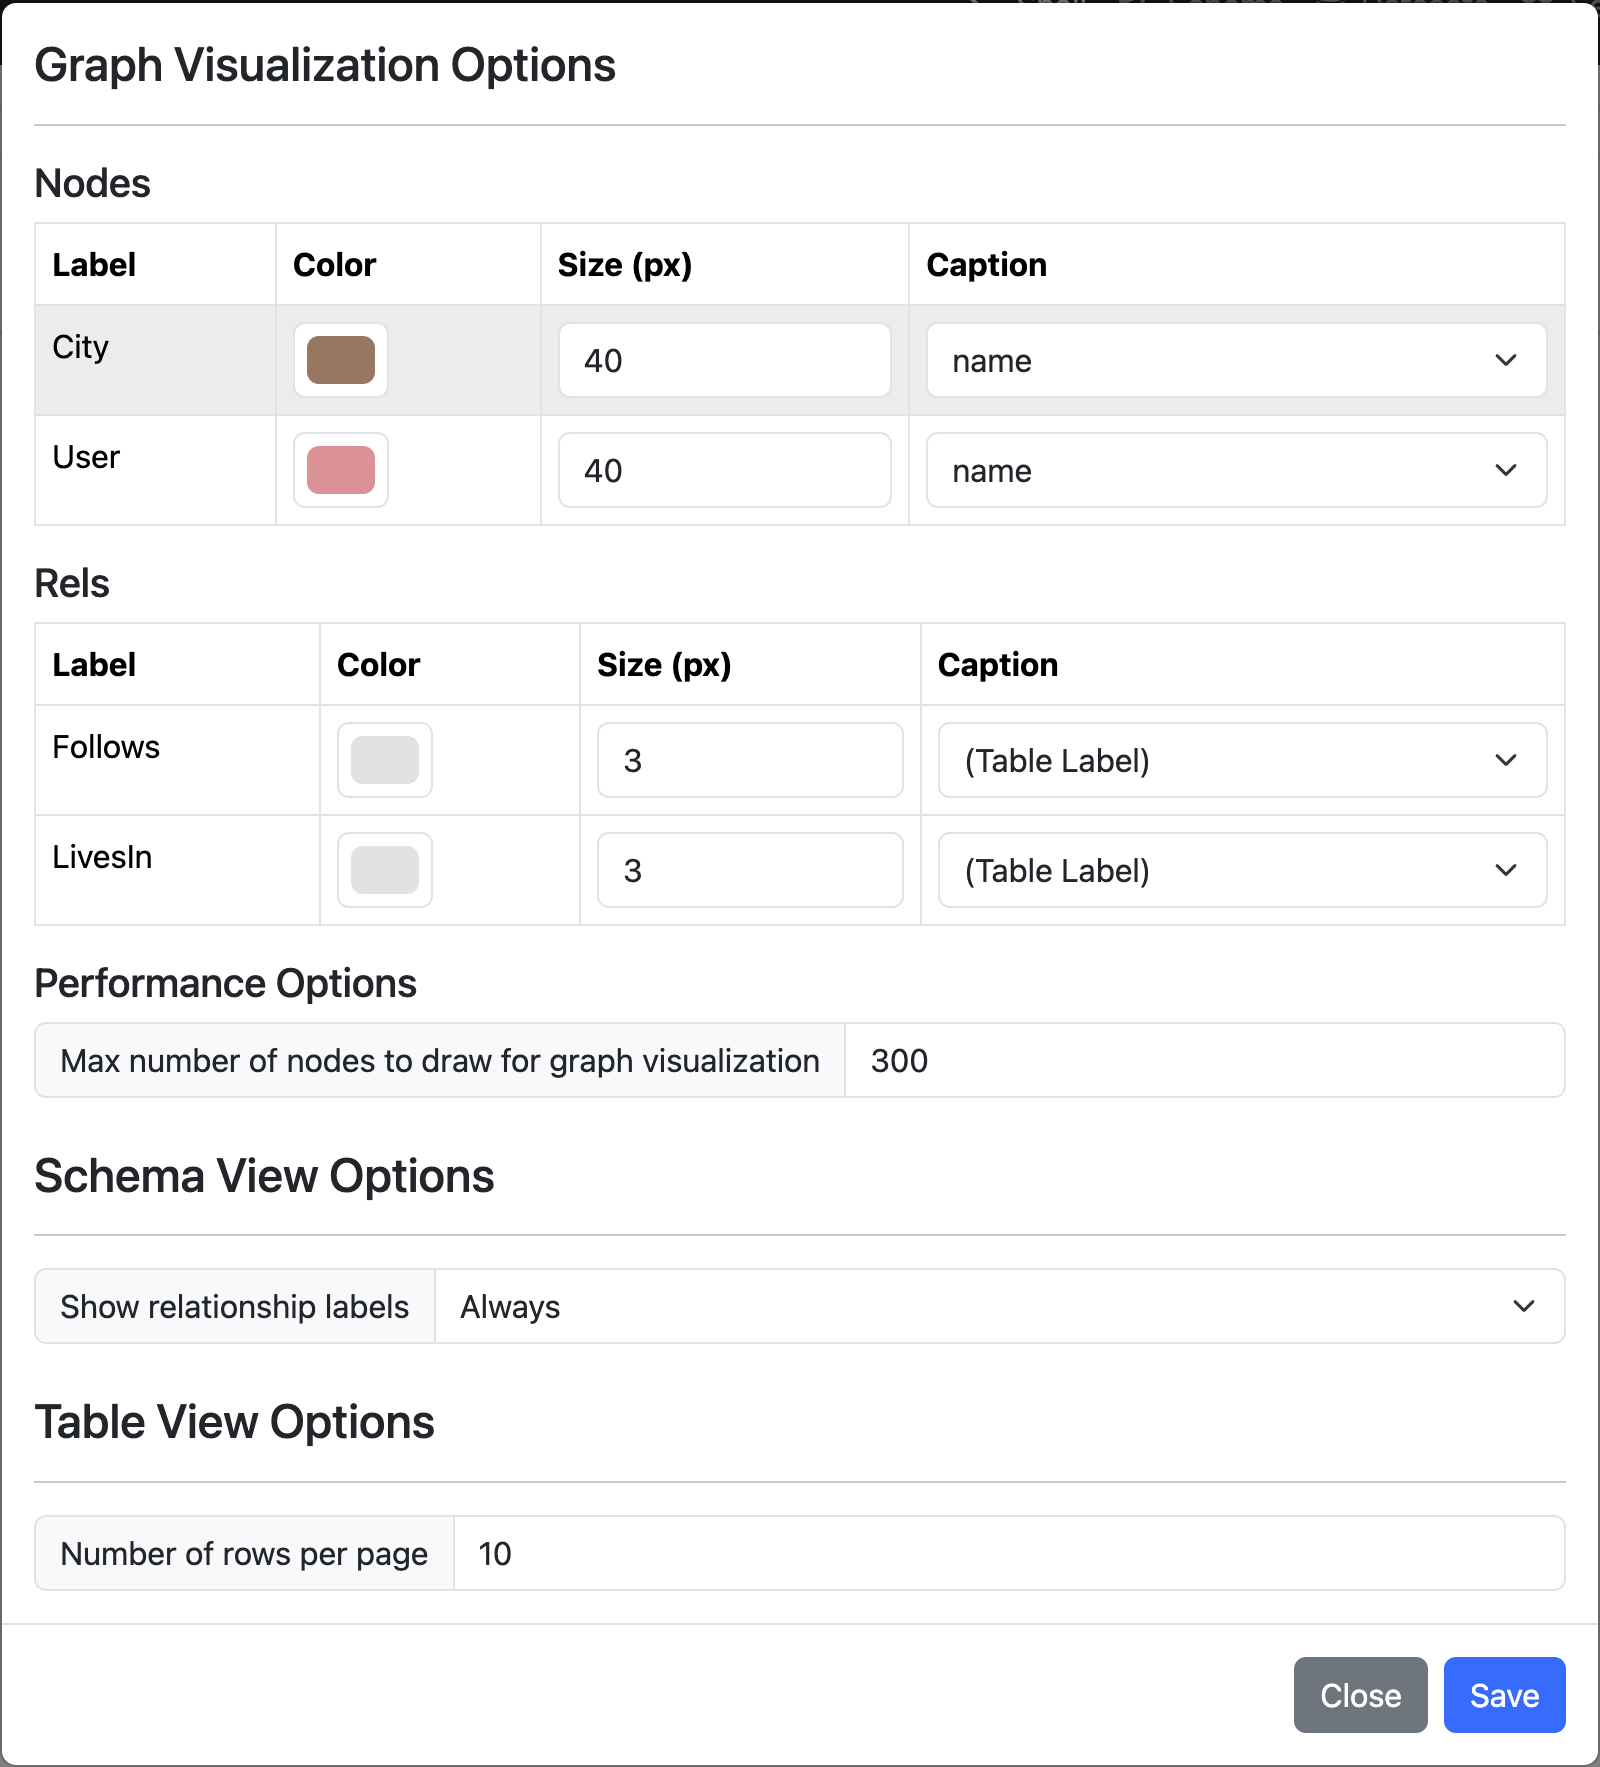 Graph Visualization Options
Nodes
Label Color Size (px) Caption
City 40 name
User 40 name
Rels
Label Color Size (px) Caption
Follows 3 (Table Label)
LivesIn 3 (Table Label)
Performance Options
Max number of nodes to draw for graph visualization 300
Schema View Options
Show relationship labels Always
Table View Options
Number of rows per page 10
Close Save